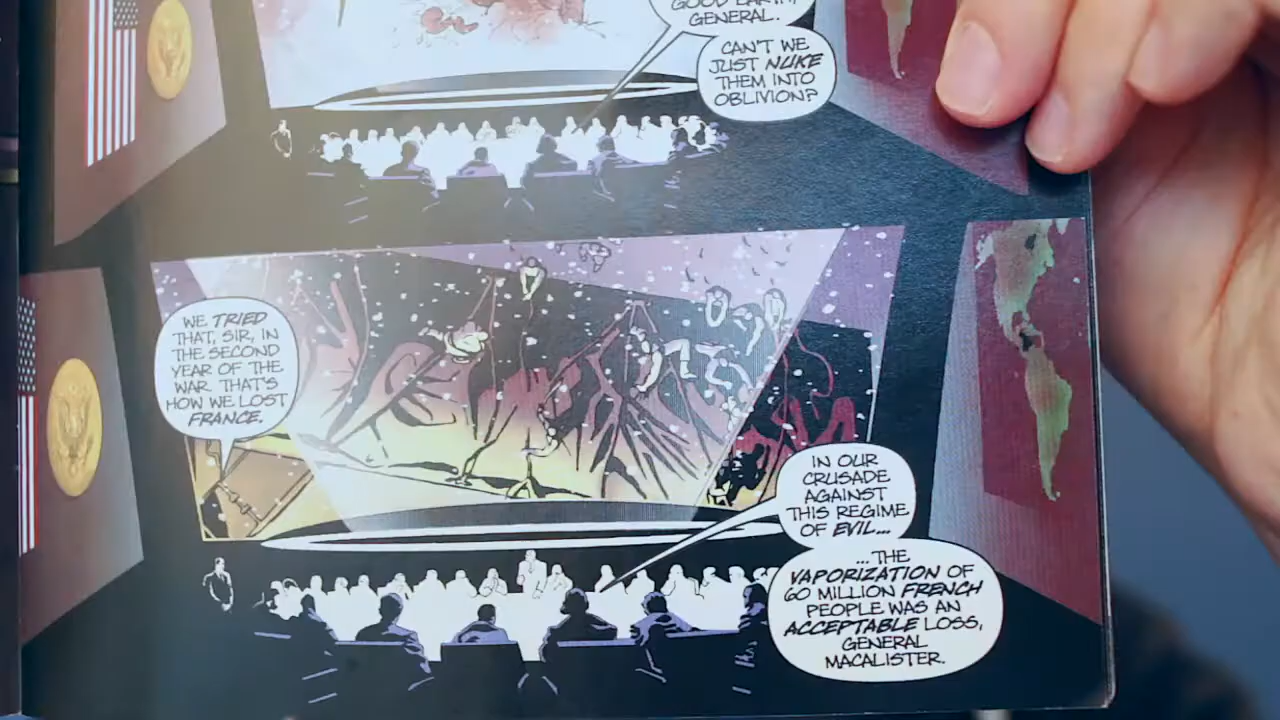 GOOD EARTH,
GENERAL.
CAN'T WE
JUST NUKE
THEM INTO
OBLIVION?
WE TRIED
THAT, SIR, IN
THE SECOND
YEAR OF THE
WAR. THAT'S
HOW WE LOST
FRANCE.
IN OUR
CRUSADE
AGAINST
THIS REGIME
OF EVIL...
...THE
VAPORIZATION OF
60 MILLION FRENCH
PEOPLE WAS AN
ACCEPTABLE LOSS,
GENERAL
MACALISTER.